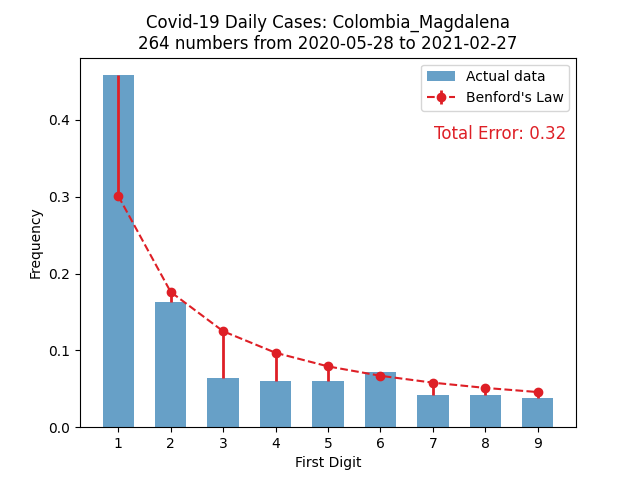 Covid-19 Daily Cases: Colombia_Magdalena
264 numbers from 2020-05-28 to 2021-02-27
Actual data
Benford's Law
Total Error: 0.32
Frequency
0.4
0.3
0.2
0.1
0.0
1 2 3 4 5 6 7 8 9
First Digit